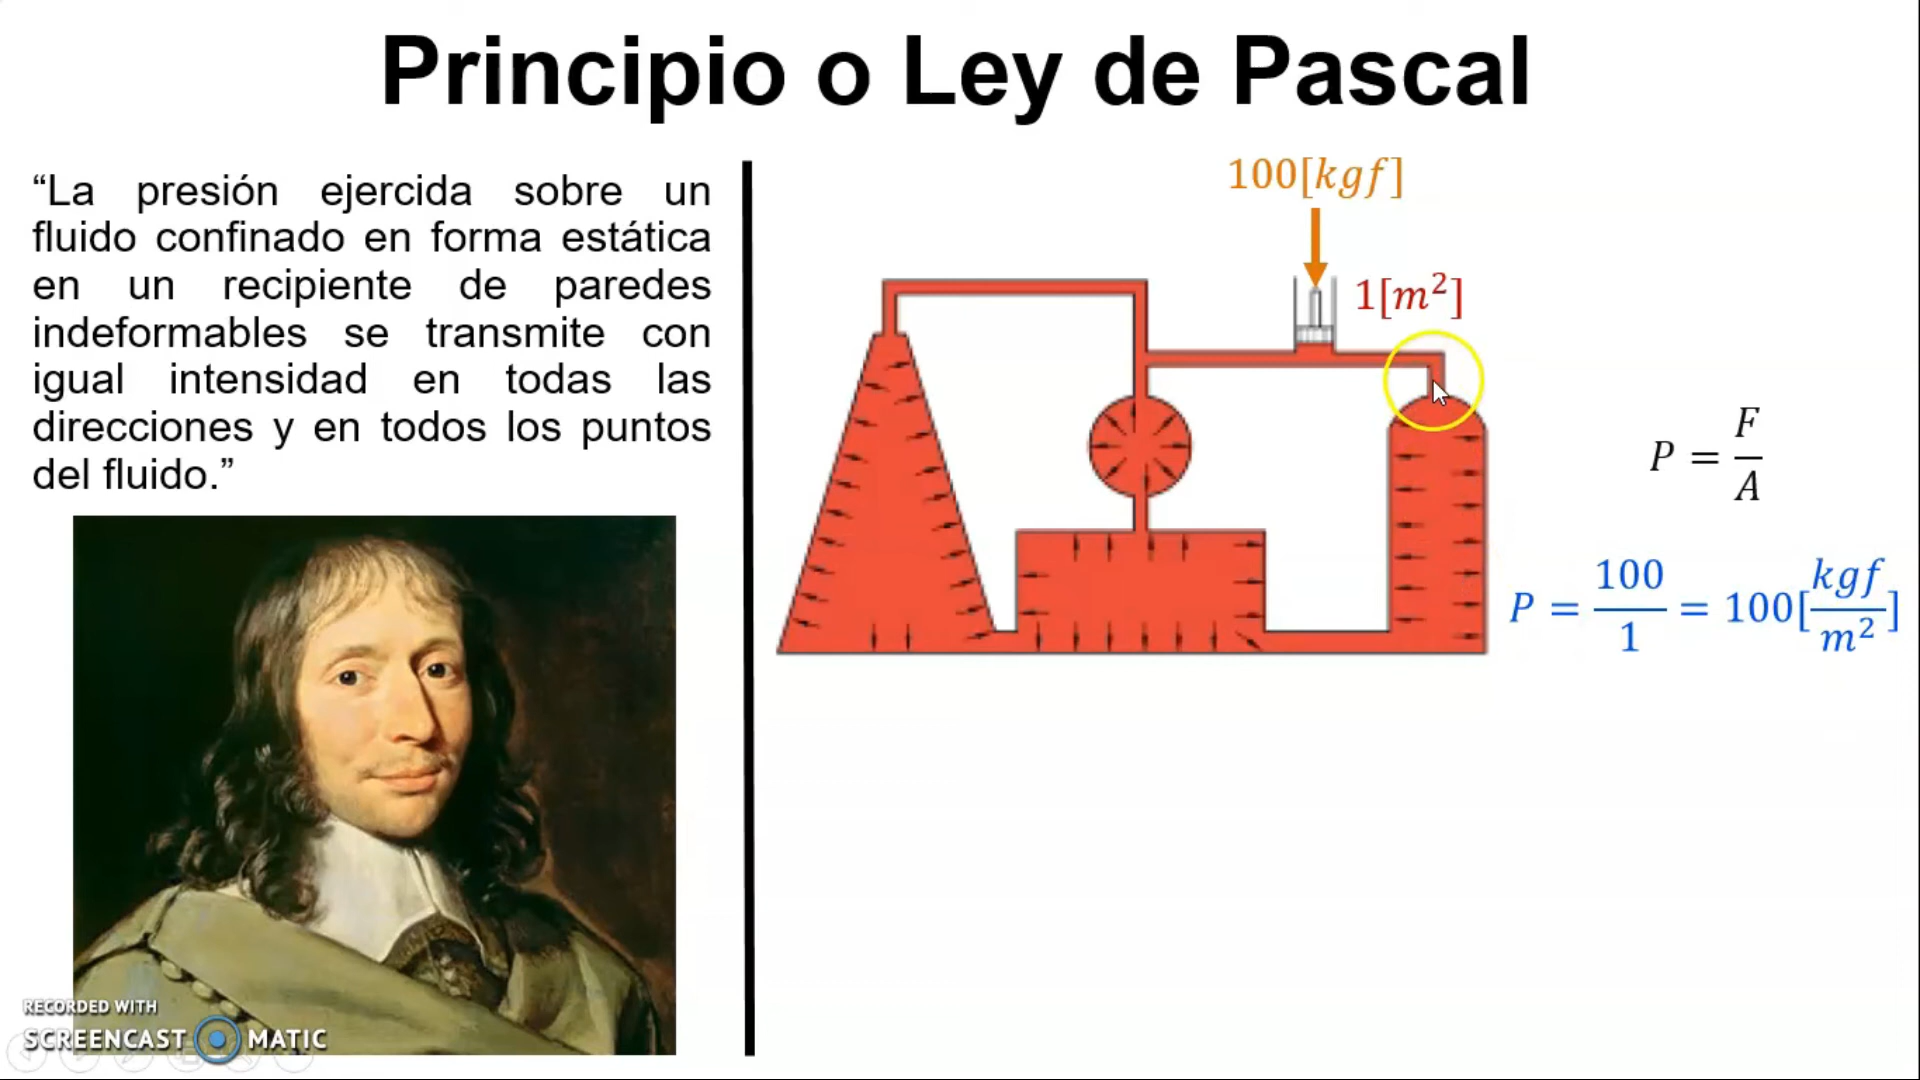 Principio o Ley de Pascal
“La presión ejercida sobre un
fluido confinado en forma estática
en un recipiente de paredes
indeformables se transmite con
igual intensidad en todas las
direcciones y en todos los puntos
del fluido.”
100[kgf]
1[m²]
P = F/A
P = 100/1 = 100[kgf/m²]
RECORDED WITH
SCREENCAST MATIC